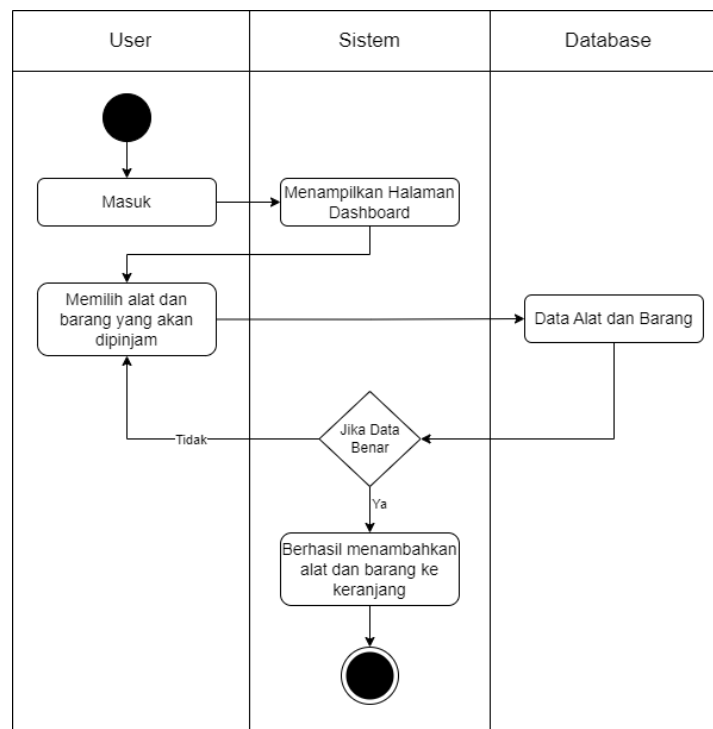 User
Sistem
Database
Masuk
Menampilkan Halaman
Dashboard
Memilih alat dan
barang yang akan
dipinjam
Data Alat dan Barang
Jika Data
Benar
Tidak
Ya
Berhasil menambahkan
alat dan barang ke
keranjang